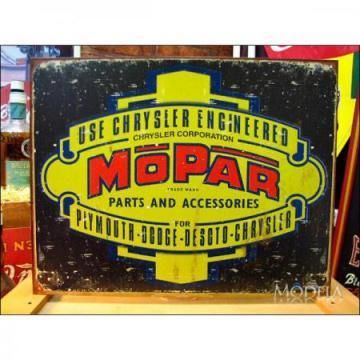 USE CHRYSLER ENGINEERED
CHRYSLER CORPORATION
MOPAR
TRADE MARK
PARTS AND ACCESSORIES
FOR
PLYMOUTH-DODGE-DESOTO-CHRYSLER